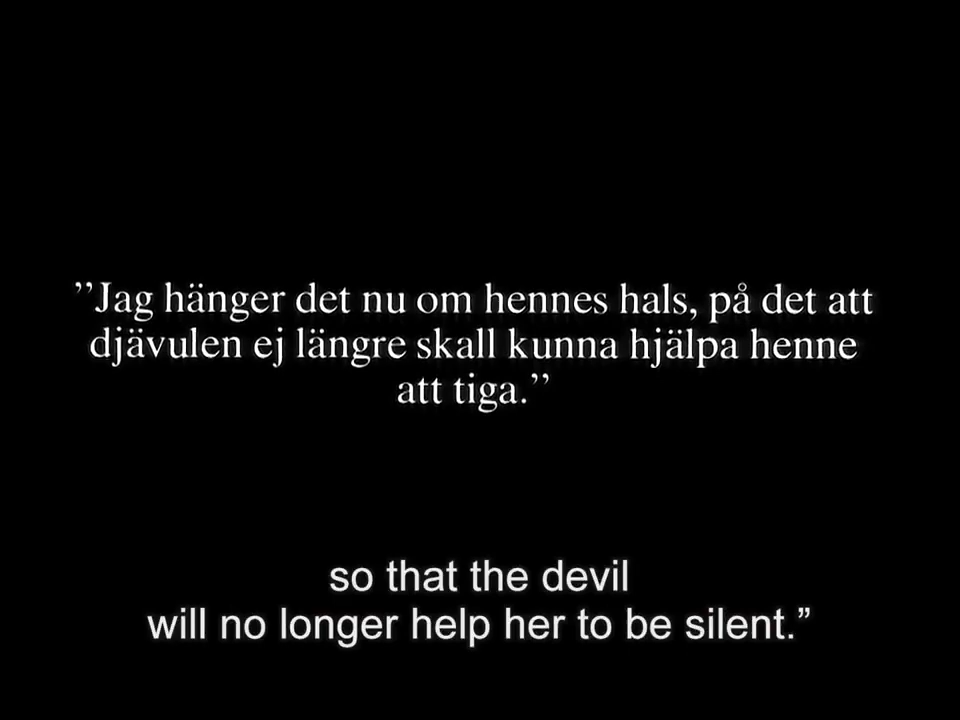 ”Jag hänger det nu om hennes hals, på det att
djävulen ej längre skall kunna hjälpa henne
att tiga.”
so that the devil
will no longer help her to be silent.”